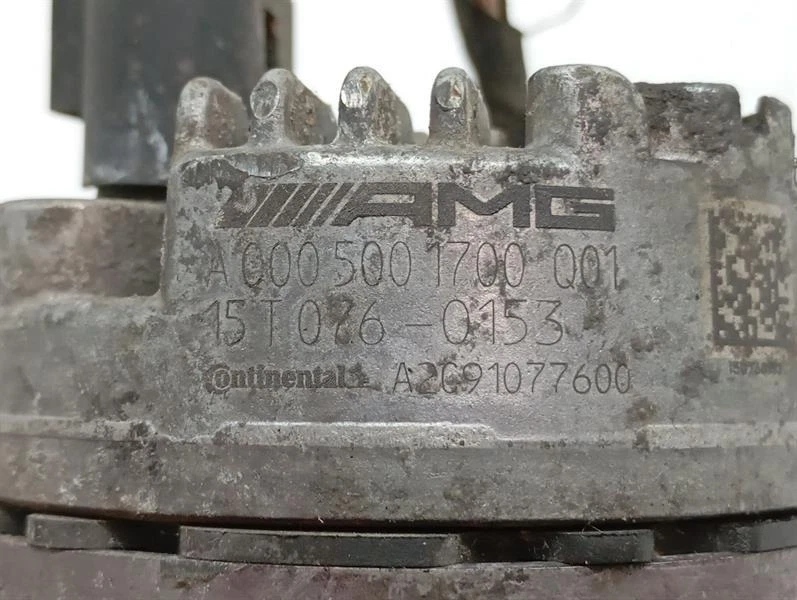 AMG
A 000 500 1700 Q01
15 T 076 - 0153
Continental A2C91077600